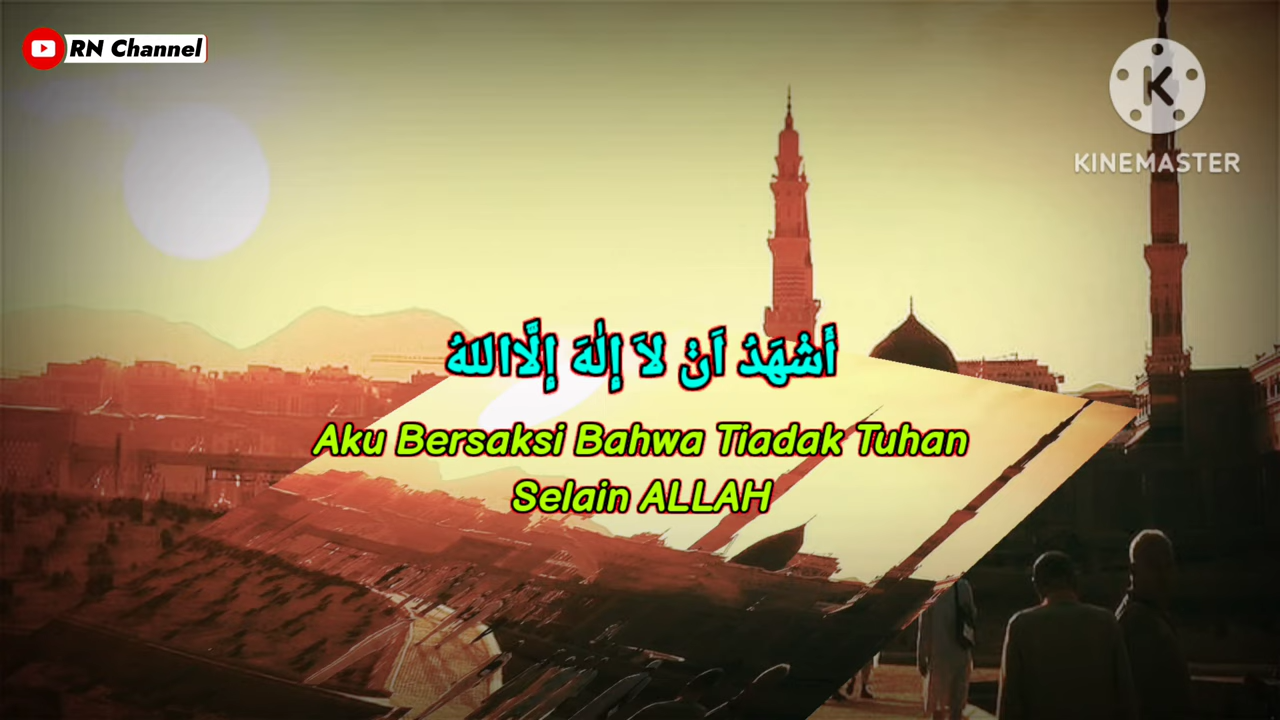 RN Channel
K
KINEMASTER
أَشْهَدُ اَنْ لاَ إِلٰهَ إِلَّاالله
Aku Bersaksi Bahwa Tiadak Tuhan
Selain ALLAH